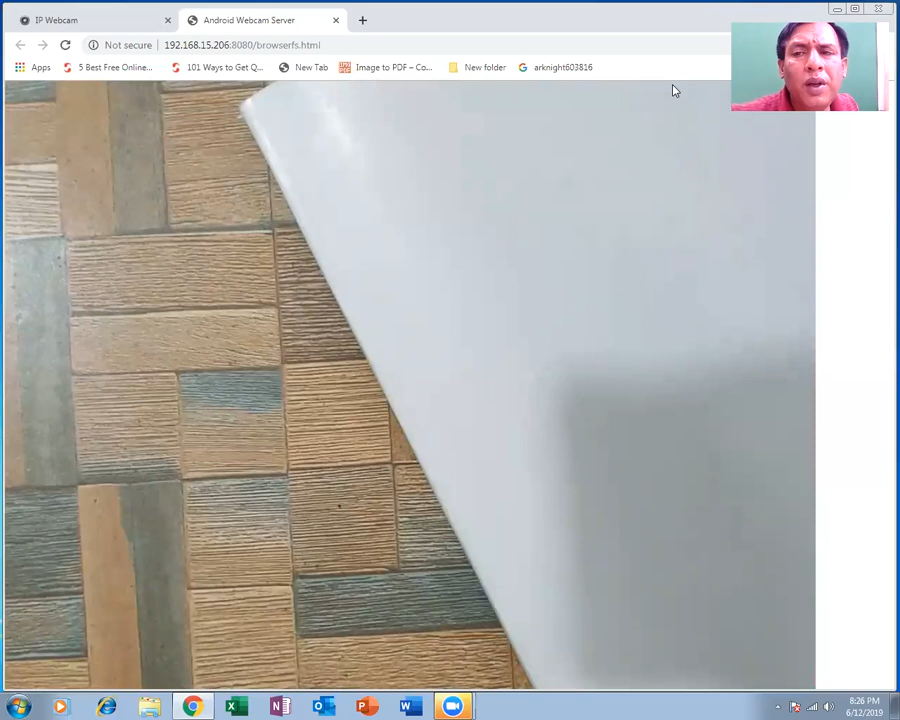 IP Webcam
Android Webcam Server
Not secure 192.168.15.206:8080/browserfs.html
Apps
5 Best Free Online...
101 Ways to Get Q...
New Tab
Image to PDF – Co...
New folder
arknight603816
8:26 PM
6/12/2019